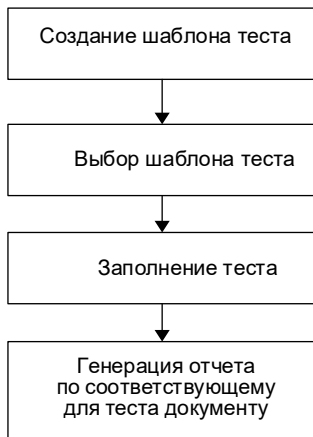 Создание шаблона теста
Выбор шаблона теста
Заполнение теста
Генерация отчета
по соответствующему
для теста документу